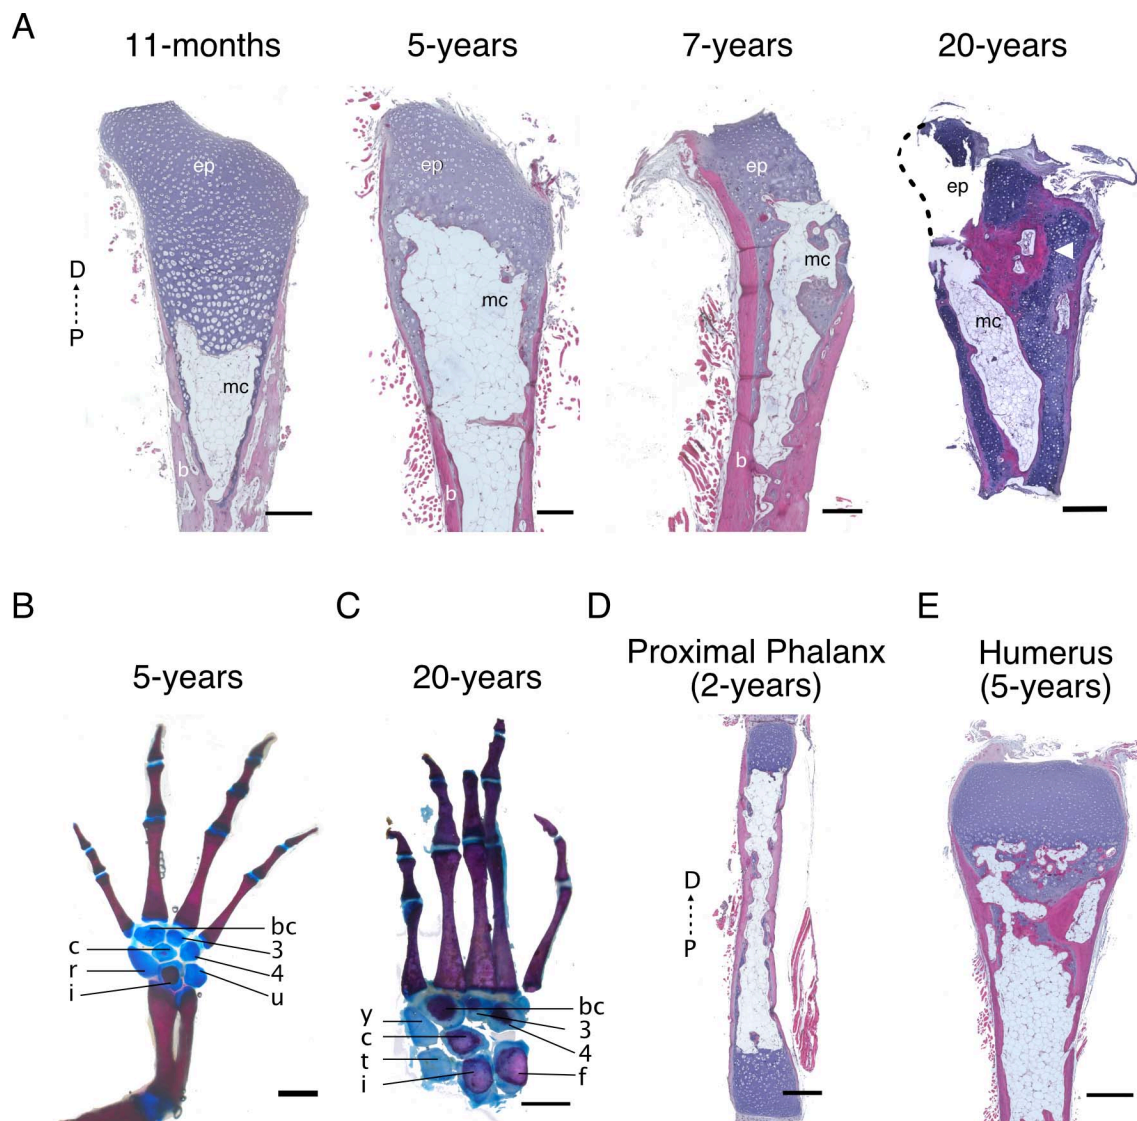 A
11-months
5-years
7-years
20-years
ep
ep
ep
ep
mc
mc
mc
mc
D
P
b
b
b
B
C
D
E
5-years
20-years
Proximal Phalanx
(2-years)
Humerus
(5-years)
bc
3
4
u
c
r
i
y
c
t
i
bc
3
4
f
D
P